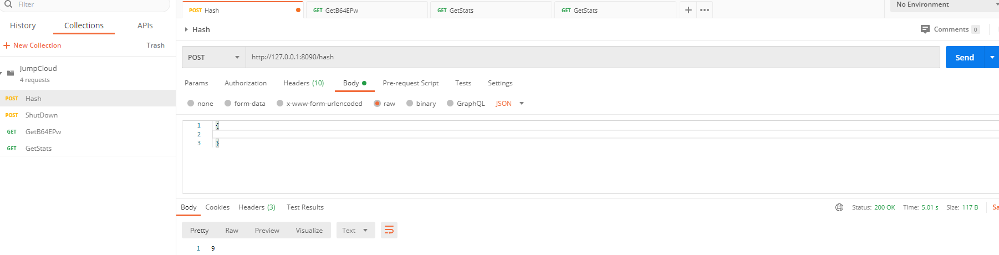 Filter
History Collections APIs
+ New Collection Trash
JumpCloud
4 requests
POST Hash
POST ShutDown
GET GetB64EPw
GET GetStats
POST Hash GET GetB64EPw GET GetStats GET GetStats + ••• No Environment
Hash Comments 0
POST http://127.0.0.1:8090/hash Send
Params Authorization Headers (10) Body Pre-request Script Tests Settings
none form-data x-www-form-urlencoded raw binary GraphQL JSON
1 {
2
3 }
Body Cookies Headers (3) Test Results Status: 200 OK Time: 5.01 s Size: 117 B Sa
Pretty Raw Preview Visualize Text
1 9